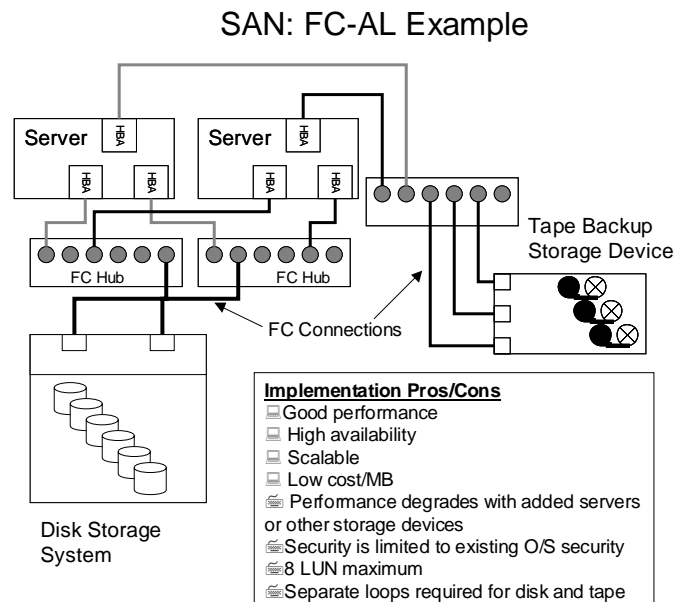 SAN: FC-AL Example
Server
HBA
Server
HBA
HBA
HBA
HBA
HBA
Tape Backup
Storage Device
FC Hub
FC Hub
FC Connections
Disk Storage
System
Implementation Pros/Cons
Good performance
High availability
Scalable
Low cost/MB
Performance degrades with added servers
or other storage devices
Security is limited to existing O/S security
8 LUN maximum
Separate loops required for disk and tape